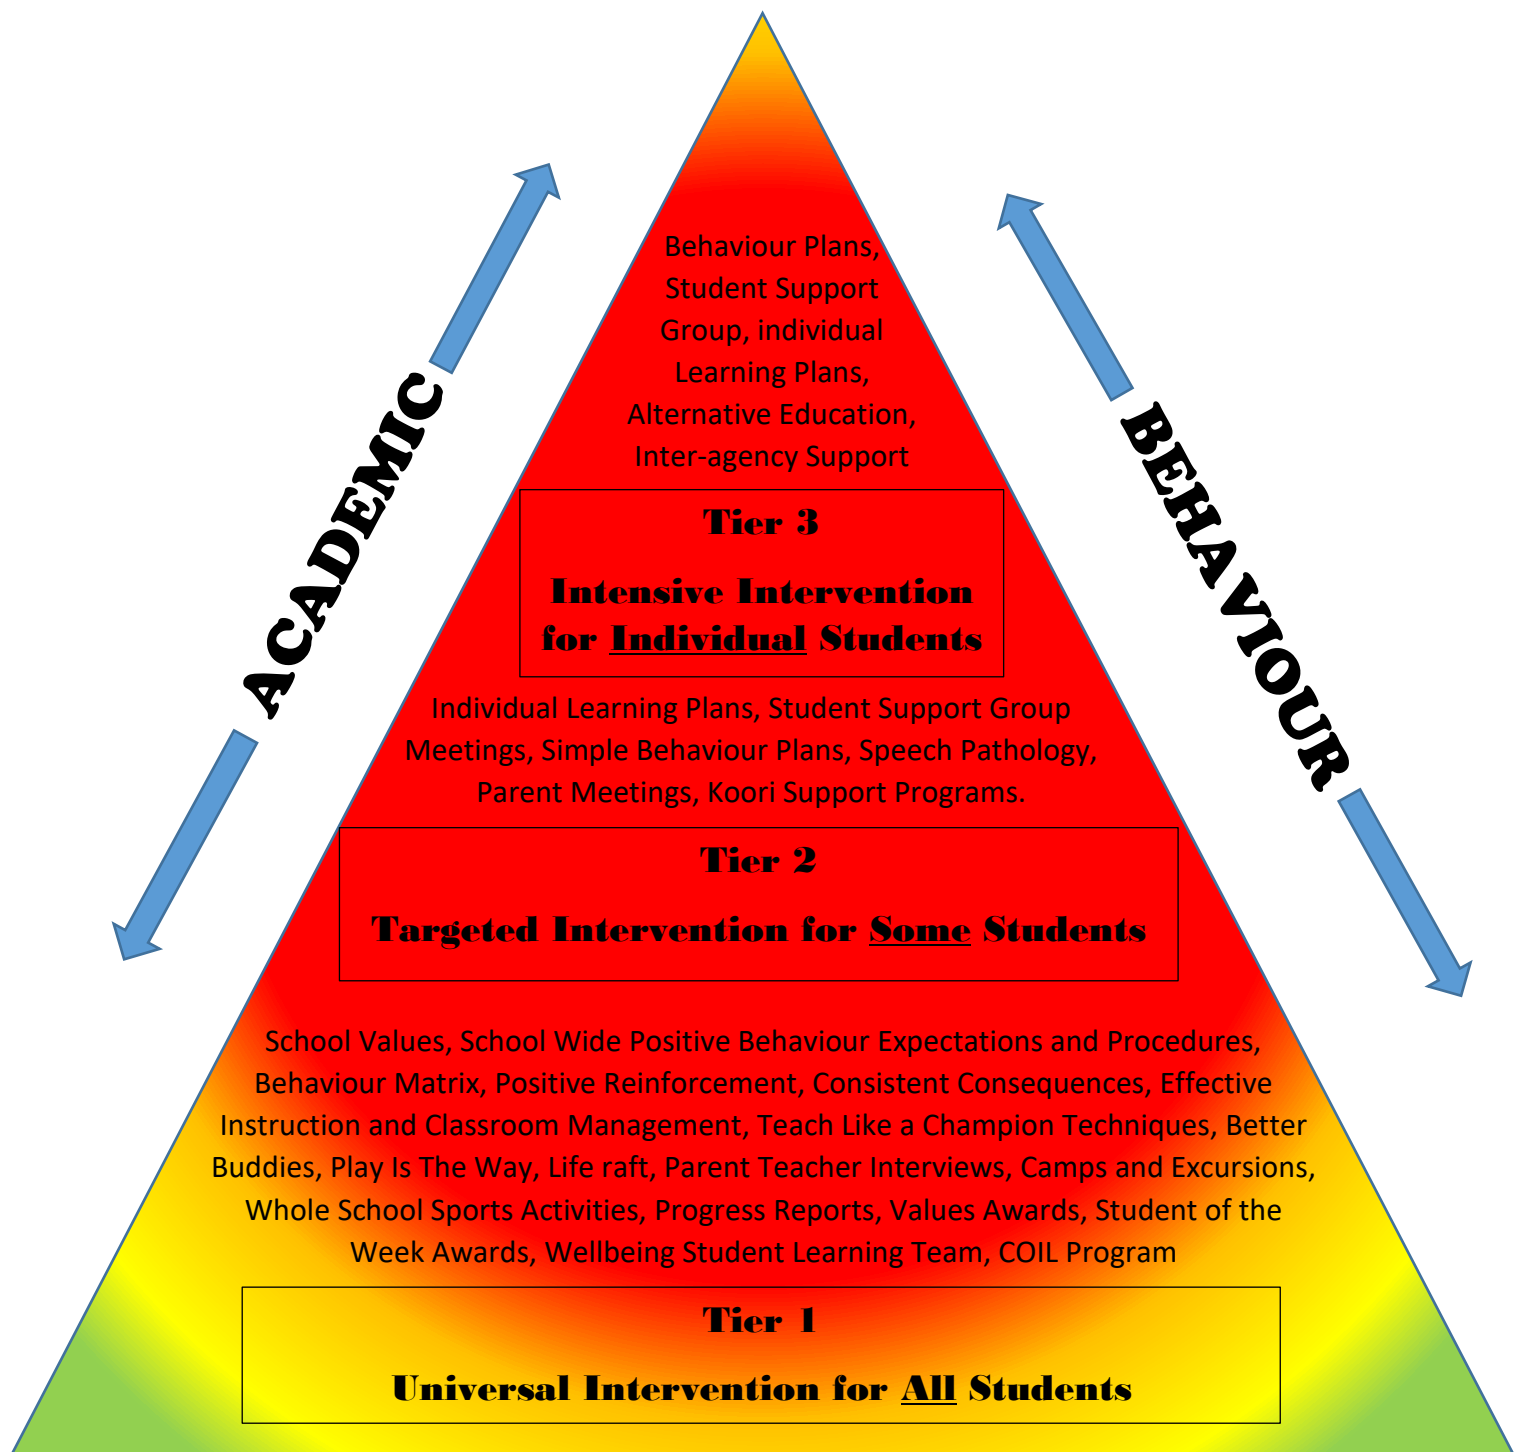 Behaviour Plans,
Student Support
Group, individual
Learning Plans,
Alternative Education,
Inter-agency Support
ACADEMIC
BEHAVIOUR
Tier 3
Intensive Intervention
for Individual Students
Individual Learning Plans, Student Support Group
Meetings, Simple Behaviour Plans, Speech Pathology,
Parent Meetings, Koori Support Programs.
Tier 2
Targeted Intervention for Some Students
School Values, School Wide Positive Behaviour Expectations and Procedures,
Behaviour Matrix, Positive Reinforcement, Consistent Consequences, Effective
Instruction and Classroom Management, Teach Like a Champion Techniques, Better
Buddies, Play Is The Way, Life raft, Parent Teacher Interviews, Camps and Excursions,
Whole School Sports Activities, Progress Reports, Values Awards, Student of the
Week Awards, Wellbeing Student Learning Team, COIL Program
Tier 1
Universal Intervention for All Students